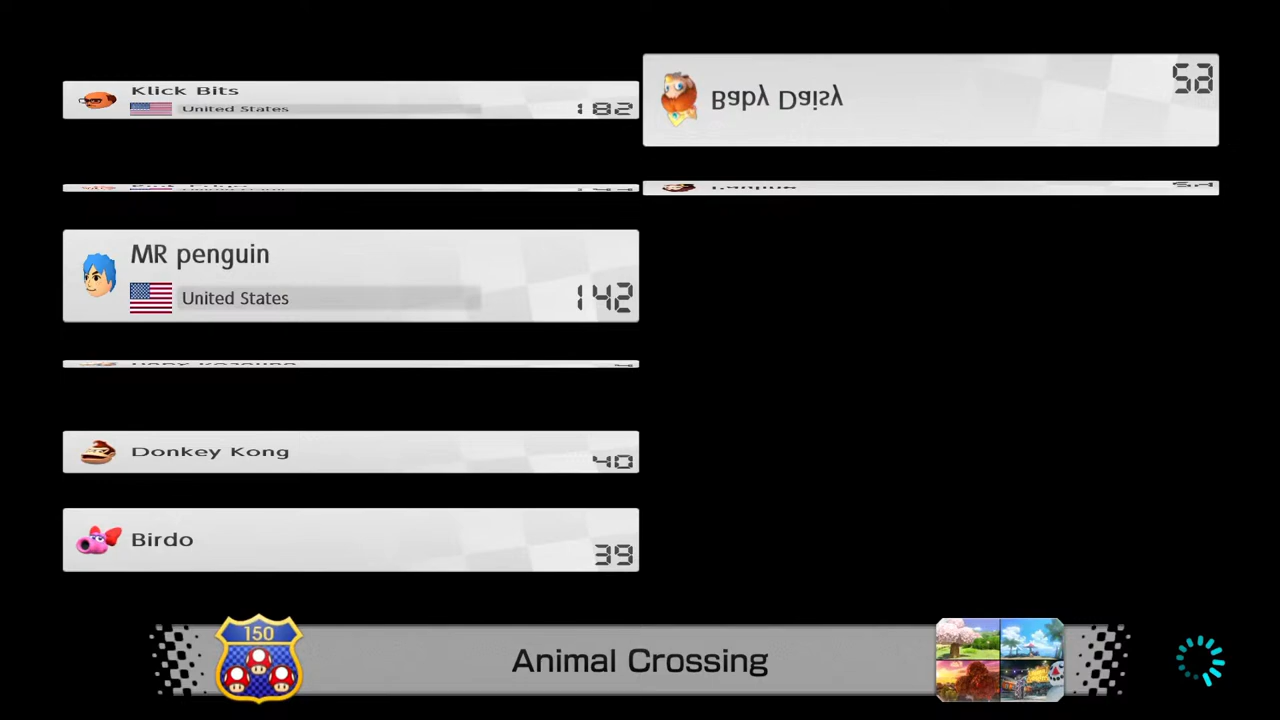 Klick Bits
United States
182
MR penguin
United States
142
Donkey Kong
40
Birdo
39
Baby Daisy
53
150
Animal Crossing